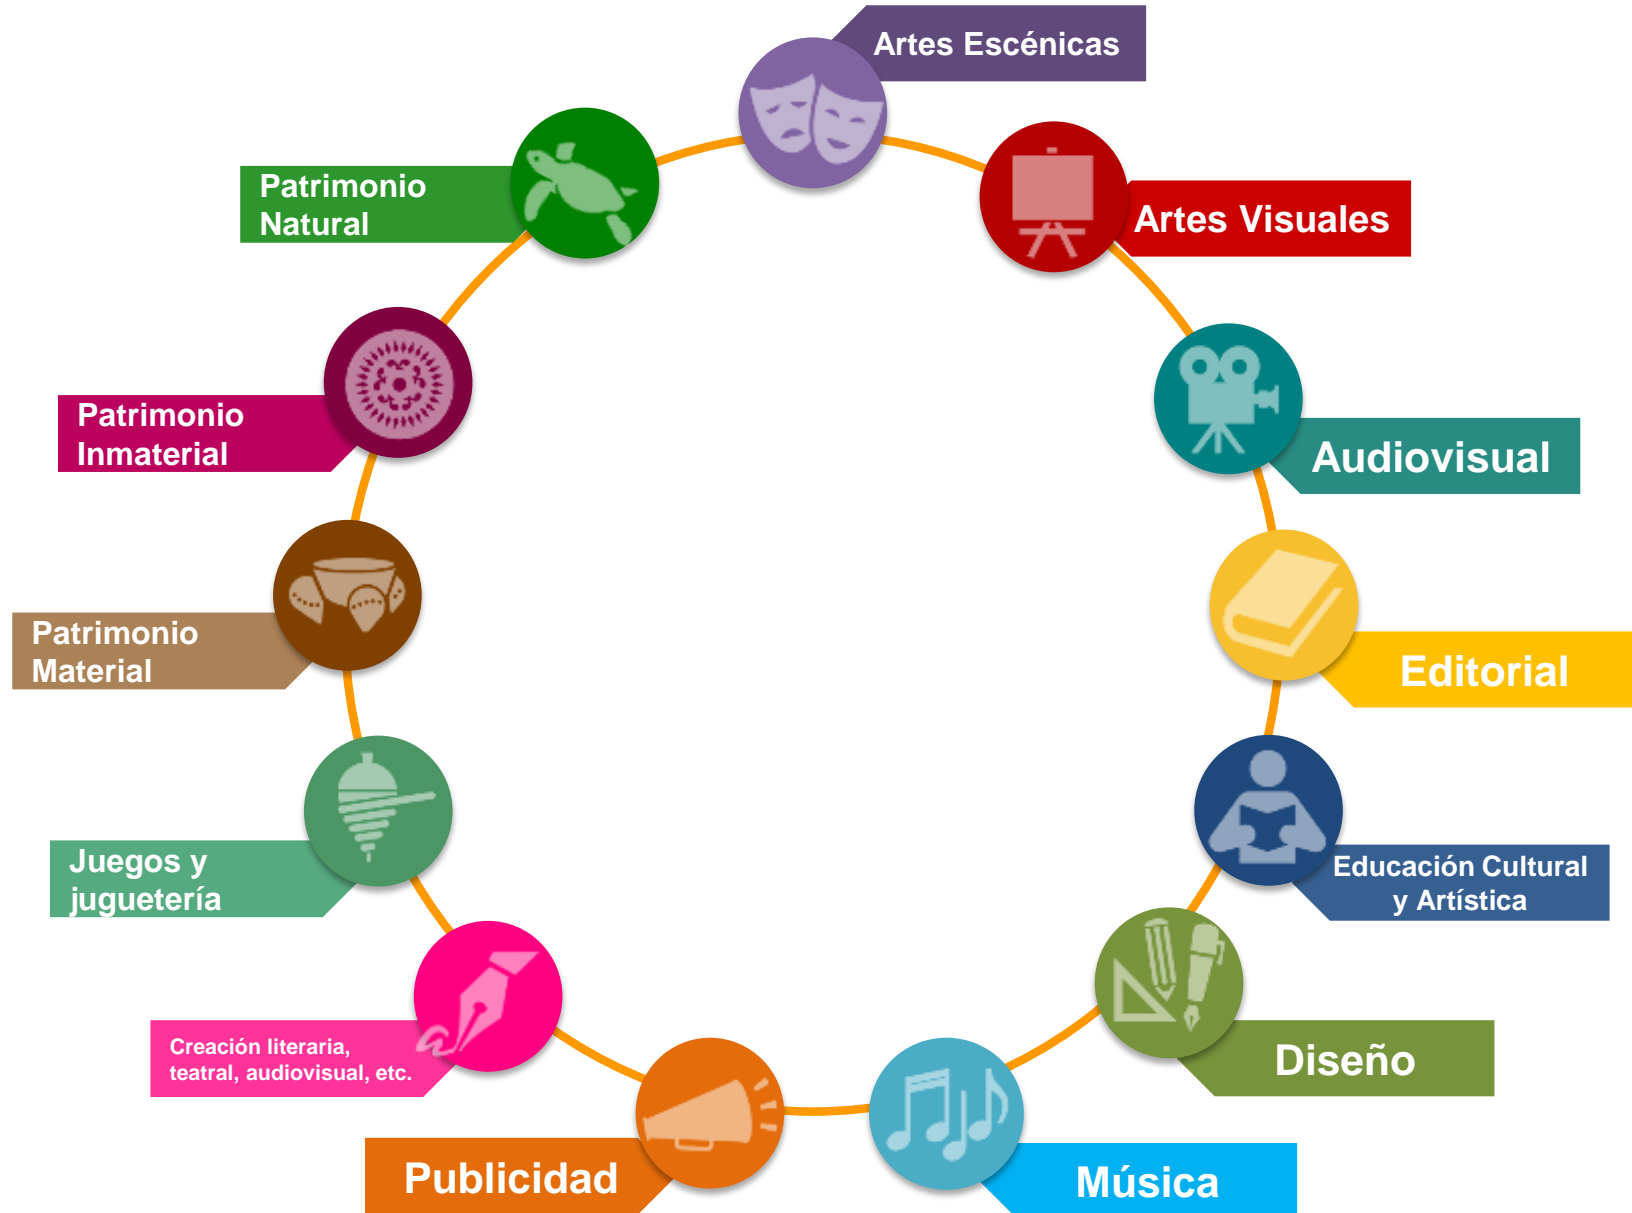 Artes Escénicas
Artes Visuales
Audiovisual
Editorial
Educación Cultural
y Artística
Diseño
Música
Publicidad
Creación literaria,
teatral, audiovisual, etc.
Juegos y
juguetería
Patrimonio
Material
Patrimonio
Inmaterial
Patrimonio
Natural